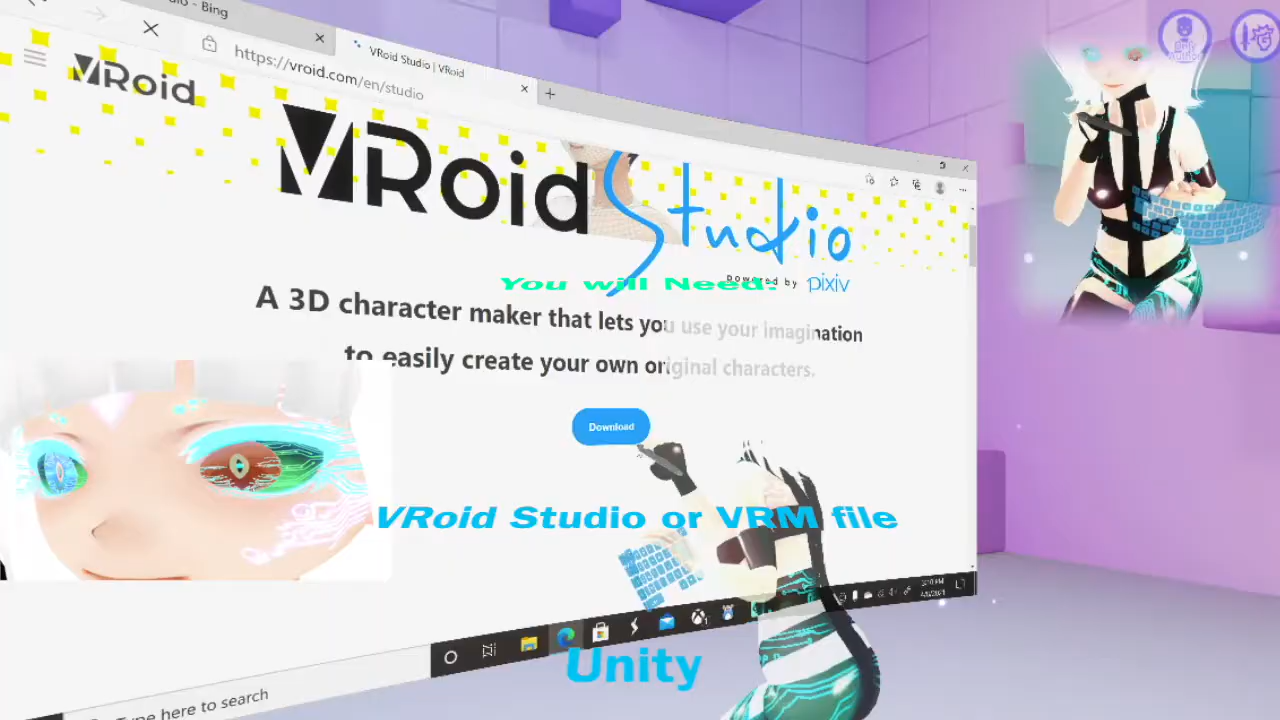 - Bing
VRoid Studio | VRoid
https://vroid.com/en/studio
VRoid
VRoid Studio
powered by pixiv
You will Need:
A 3D character maker that lets you use your imagination
to easily create your own original characters.
Download
VRoid Studio or VRM file
Unity
Type here to search